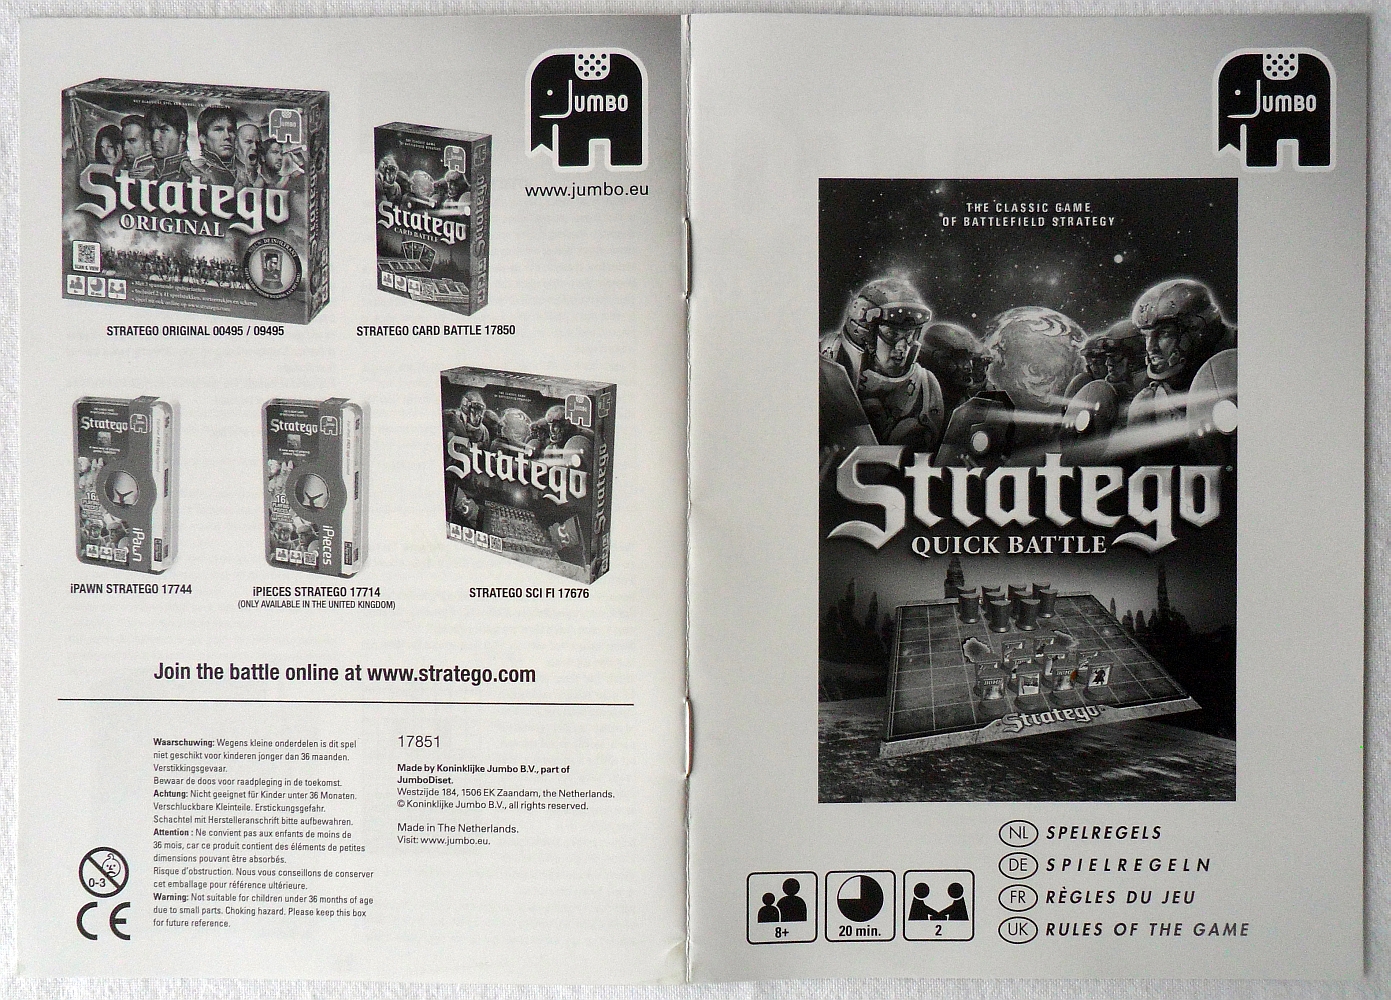 JUMBO
www.jumbo.eu
Stratego
ORIGINAL
STRATEGO ORIGINAL 00495 / 09495
Stratego
CARD BATTLE
STRATEGO CARD BATTLE 17850
Stratego
iPawn
iPAWN STRATEGO 17744
Stratego
iPieces
iPIECES STRATEGO 17714
(ONLY AVAILABLE IN THE UNITED KINGDOM)
Stratego
Stratego
STRATEGO SCI FI 17676
Join the battle online at www.stratego.com
Waarschuwing: Wegens kleine onderdelen is dit spel
niet geschikt voor kinderen jonger dan 36 maanden.
Verstikkingsgevaar.
Bewaar de doos voor raadpleging in de toekomst.
Achtung: Nicht geeignet für Kinder unter 36 Monaten.
Verschluckbare Kleinteile. Erstickungsgefahr.
Schachtel mit Herstelleranschrift bitte aufbewahren.
Attention : Ne convient pas aux enfants de moins de
36 mois, car ce produit contient des éléments de petites
dimensions pouvant être absorbés.
Risque d'obstruction. Nous vous conseillons de conserver
cet emballage pour référence ultérieure.
Warning: Not suitable for children under 36 months of age
due to small parts. Choking hazard. Please keep this box
for future reference.
0-3
CE
17851
Made by Koninklijke Jumbo B.V., part of
JumboDiset.
Westzijde 184, 1506 EK Zaandam, the Netherlands.
© Koninklijke Jumbo B.V., all rights reserved.
Made in The Netherlands.
Visit: www.jumbo.eu.
JUMBO
THE CLASSIC GAME
OF BATTLEFIELD STRATEGY
Stratego
QUICK BATTLE
Stratego
8+
20 min.
2
NL SPELREGELS
DE SPIELREGELN
FR RÈGLES DU JEU
UK RULES OF THE GAME